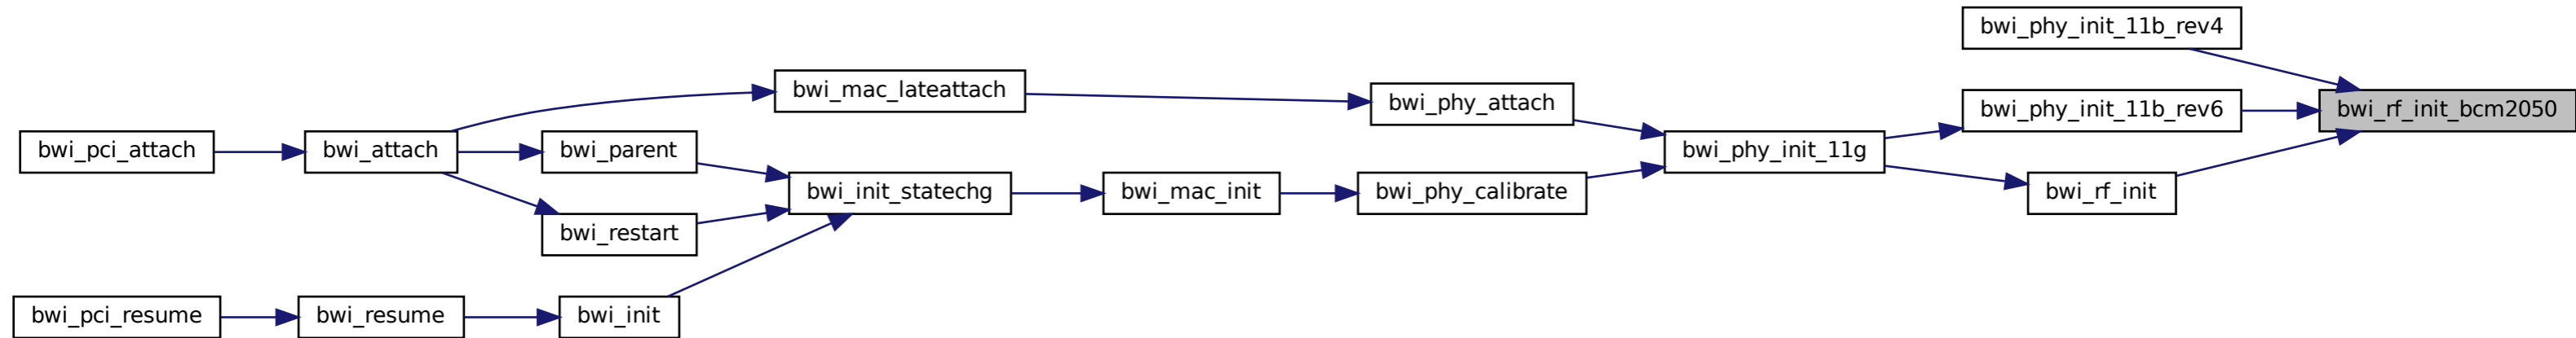 bwi_phy_init_11b_rev4
bwi_mac_lateattach
bwi_phy_attach
bwi_phy_init_11b_rev6
bwi_rf_init_bcm2050
bwi_pci_attach
bwi_attach
bwi_parent
bwi_phy_init_11g
bwi_init_statechg
bwi_mac_init
bwi_phy_calibrate
bwi_rf_init
bwi_restart
bwi_pci_resume
bwi_resume
bwi_init